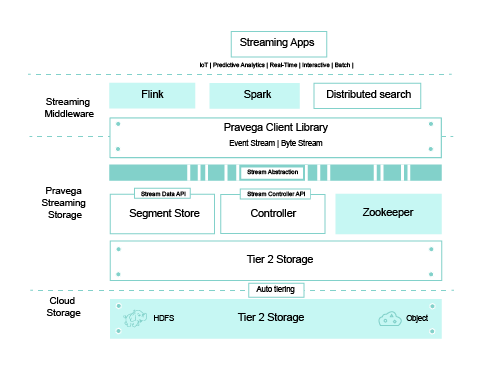 Streaming Apps
IoT | Predictive Analytics | Real-Time | Interactive | Batch |
Streaming
Middleware
Flink
Spark
Distributed search
Pravega Client Library
Event Stream | Byte Stream
Stream Abstraction
Pravega
Streaming
Storage
Stream Data API
Stream Controller API
Segment Store
Controller
Zookeeper
Tier 2 Storage
Auto tiering
Cloud
Storage
HDFS
Tier 2 Storage
Object